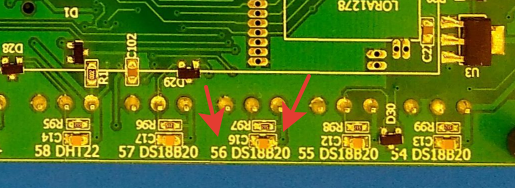 D1
LORA1278
D28
C102
R1
D29
C21
U3
R95
R96
R97
R98
D30
R99
C14
C17
C16
C12
C13
58 DHT22
57 DS18B20
56 DS18B20
55 DS18B20
54 DS18B20